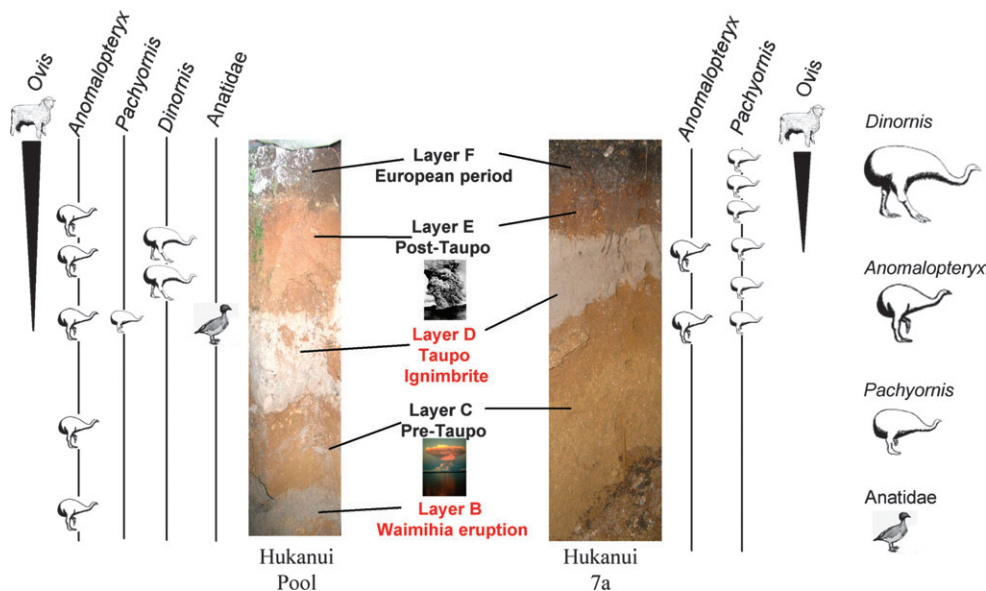 Ovis
Anomalopteryx
Pachyornis
Dinornis
Anatidae
Layer F
European period
Layer E
Post-Taupo
Layer D
Taupo
Ignimbrite
Layer C
Pre-Taupo
Layer B
Waimihia eruption
Hukanui
Pool
Hukanui
7a
Anomalopteryx
Pachyornis
Ovis
Dinornis
Anomalopteryx
Pachyornis
Anatidae